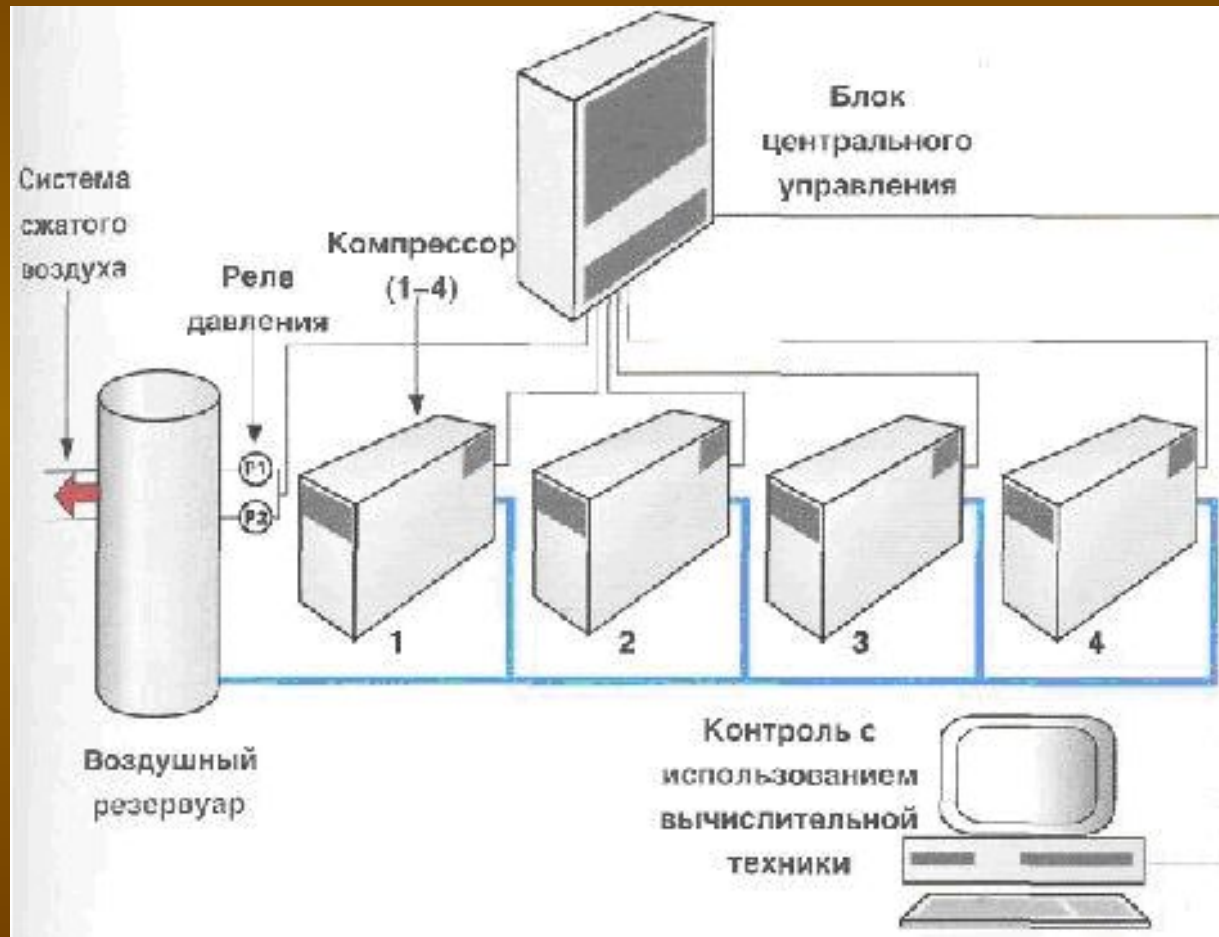 Блок
центрального
управления
Система
сжатого
воздуха
Компрессор
(1–4)
Реле
давления
P1
P2
1
2
3
4
Воздушный
резервуар
Контроль с
использованием
вычислительной
техники